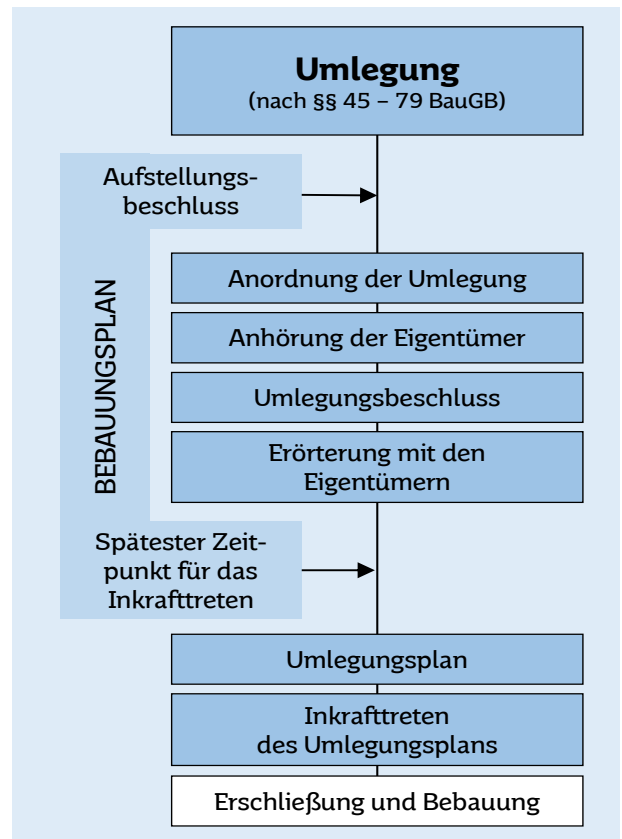 Umlegung
(nach §§ 45 – 79 BauGB)
Aufstellungs-
beschluss
BEBAUUNGSPLAN
Anordnung der Umlegung
Anhörung der Eigentümer
Umlegungsbeschluss
Erörterung mit den
Eigentümern
Spätester Zeit-
punkt für das
Inkrafttreten
Umlegungsplan
Inkrafttreten
des Umlegungsplans
Erschließung und Bebauung